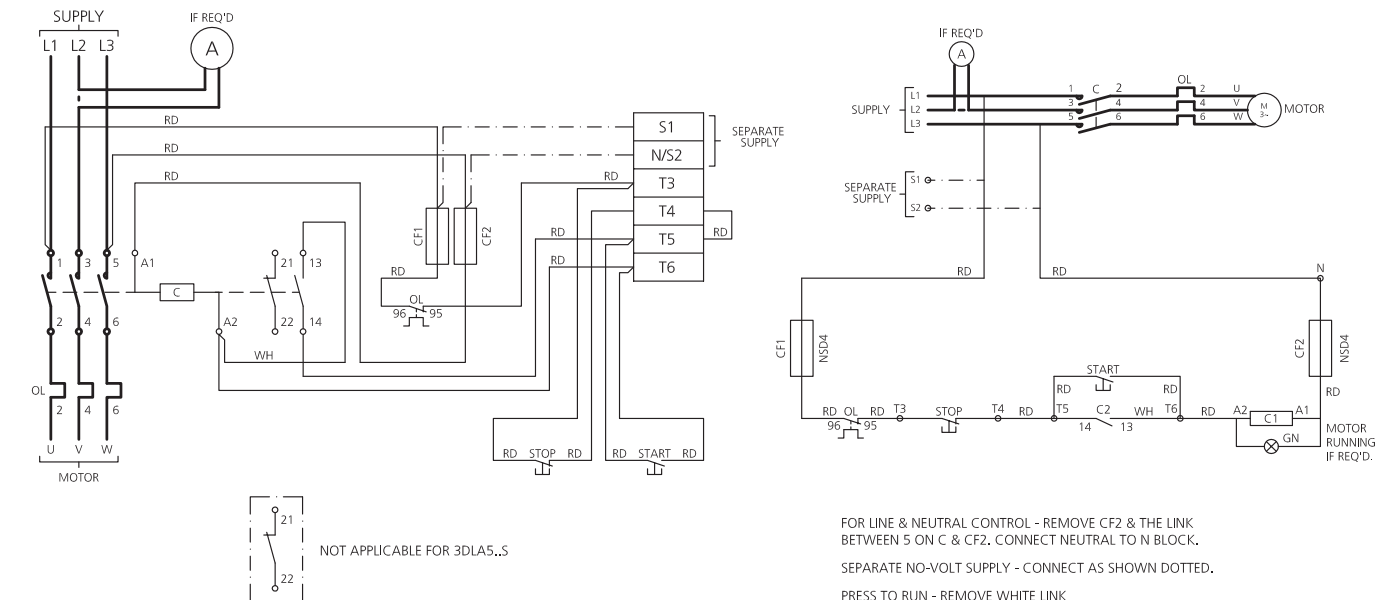 SUPPLY
IF REQ'D
L1 L2 L3
A
RD
RD
RD
S1
N/S2
T3
T4
T5
T6
SEPARATE
SUPPLY
RD
RD
RD
RD
CF1
CF2
RD
OL
96 95
1 3 5 A1
21 13
C
2 4 6 A2
22 14
WH
OL
2 4 6
U V W
MOTOR
RD STOP RD
RD START RD
21
22
NOT APPLICABLE FOR 3DLA5..S
IF REQ'D
A
SUPPLY
L1
L2
L3
1 C 2
3 4
5 6
OL
2 U
4 V
6 W
M
3~
MOTOR
SEPARATE
SUPPLY
S1
S2
RD
RD
N
CF1
NSD4
CF2
NSD4
RD
START
RD RD
RD OL RD T3 STOP T4 RD T5 C2 WH T6 RD A2 C1 A1
96 95
14 13
GN
MOTOR
RUNNING
IF REQ'D.
FOR LINE & NEUTRAL CONTROL - REMOVE CF2 & THE LINK
BETWEEN 5 ON C & CF2. CONNECT NEUTRAL TO N BLOCK.
SEPARATE NO-VOLT SUPPLY - CONNECT AS SHOWN DOTTED.
PRESS TO RUN - REMOVE WHITE LINK